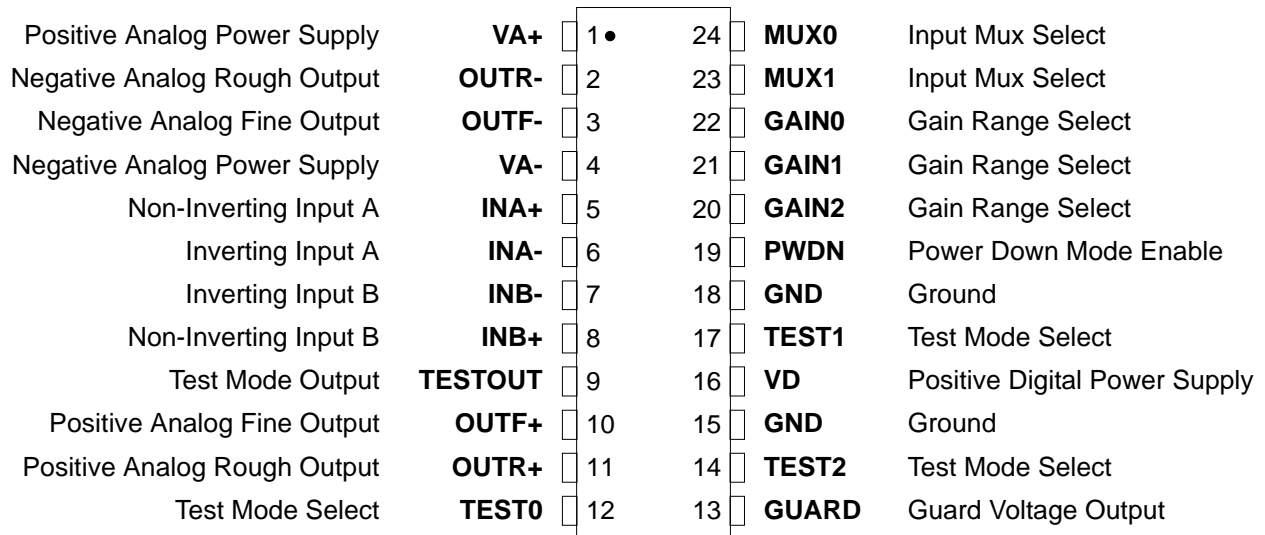 Positive Analog Power Supply VA+ 1 24 MUX0 Input Mux Select
Negative Analog Rough Output OUTR- 2 23 MUX1 Input Mux Select
Negative Analog Fine Output OUTF- 3 22 GAIN0 Gain Range Select
Negative Analog Power Supply VA- 4 21 GAIN1 Gain Range Select
Non-Inverting Input A INA+ 5 20 GAIN2 Gain Range Select
Inverting Input A INA- 6 19 PWDN Power Down Mode Enable
Inverting Input B INB- 7 18 GND Ground
Non-Inverting Input B INB+ 8 17 TEST1 Test Mode Select
Test Mode Output TESTOUT 9 16 VD Positive Digital Power Supply
Positive Analog Fine Output OUTF+ 10 15 GND Ground
Positive Analog Rough Output OUTR+ 11 14 TEST2 Test Mode Select
Test Mode Select TEST0 12 13 GUARD Guard Voltage Output